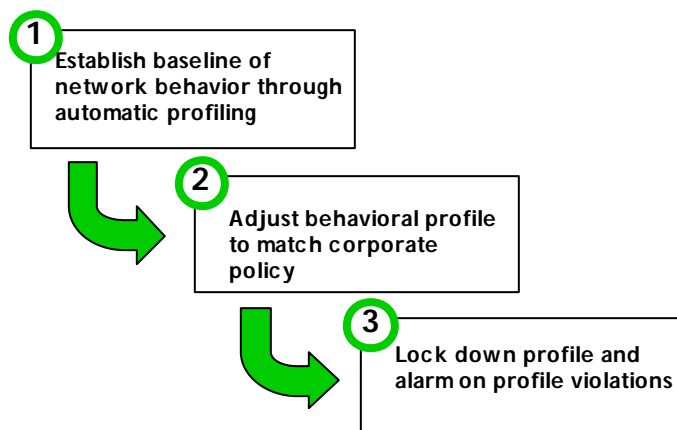 1
Establish baseline of
network behavior through
automatic profiling
2
Adjust behavioral profile
to match corporate
policy
3
Lock down profile and
alarm on profile violations